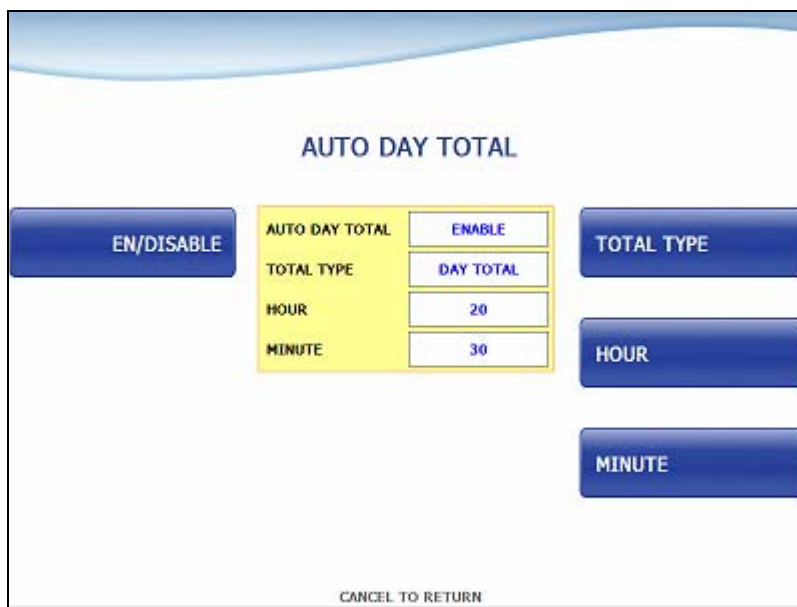 AUTO DAY TOTAL
EN/DISABLE
AUTO DAY TOTAL ENABLE
TOTAL TYPE DAY TOTAL
HOUR 20
MINUTE 30
TOTAL TYPE
HOUR
MINUTE
CANCEL TO RETURN